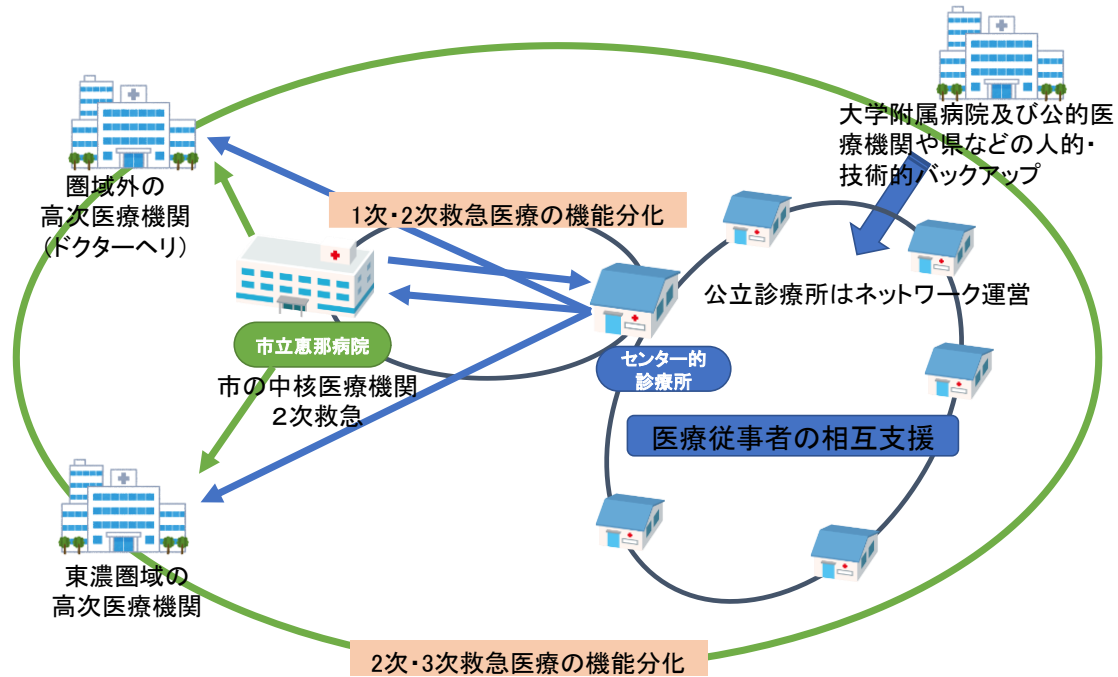 大学附属病院及び公的医
療機関や県などの人的・
技術的バックアップ
圏域外の
高次医療機関
(ドクターヘリ)
1次・2次救急医療の機能分化
公立診療所はネットワーク運営
市立恵那病院
市の中核医療機関
２次救急
センター的
診療所
医療従事者の相互支援
東濃圏域の
高次医療機関
2次・3次救急医療の機能分化